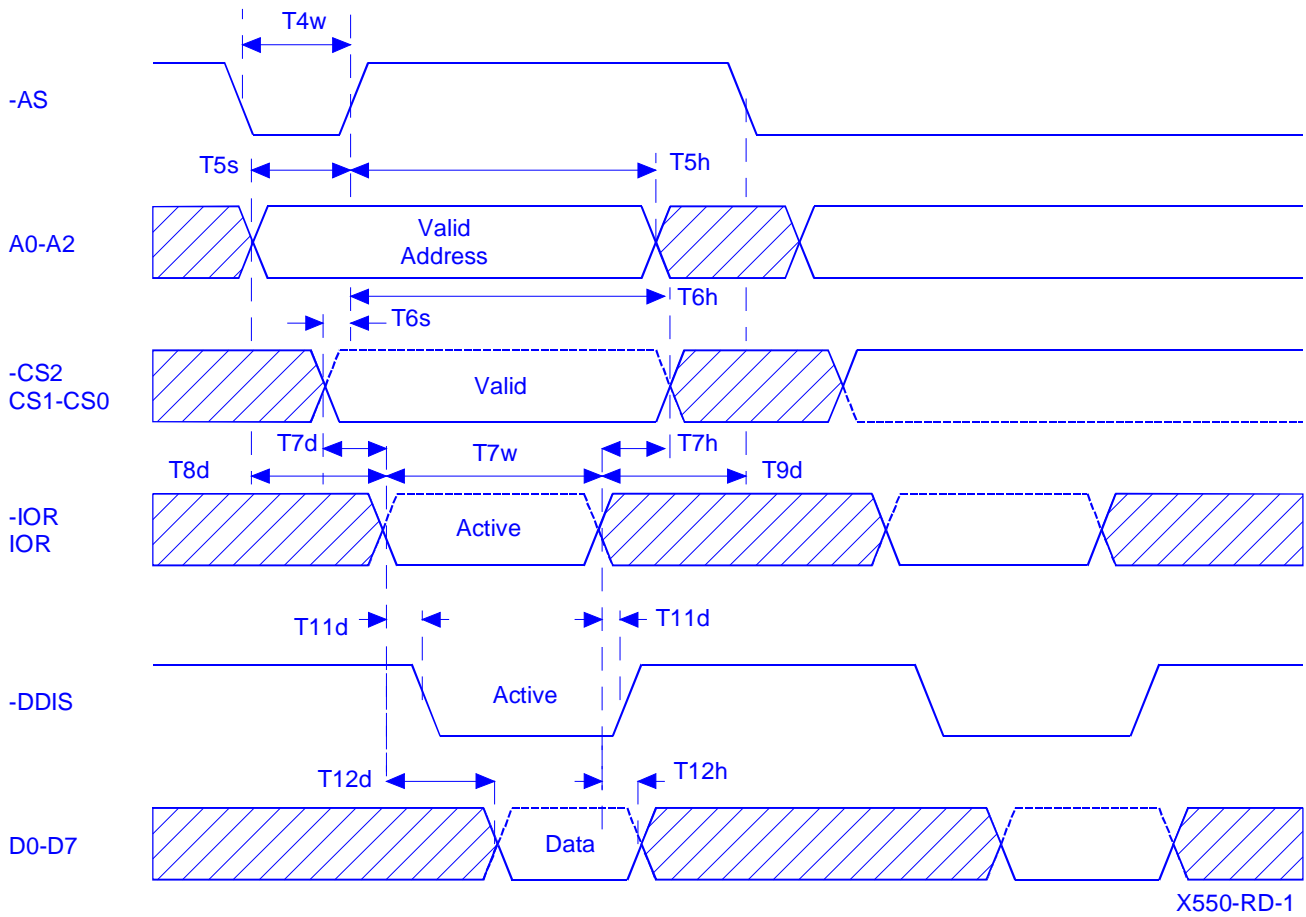 T4w
-AS
T5s
T5h
A0-A2
Valid
Address
T6h
T6s
-CS2
CS1-CS0
Valid
T7d
T7w
T7h
T8d
T9d
-IOR
IOR
Active
T11d
T11d
-DDIS
Active
T12d
T12h
D0-D7
Data
X550-RD-1